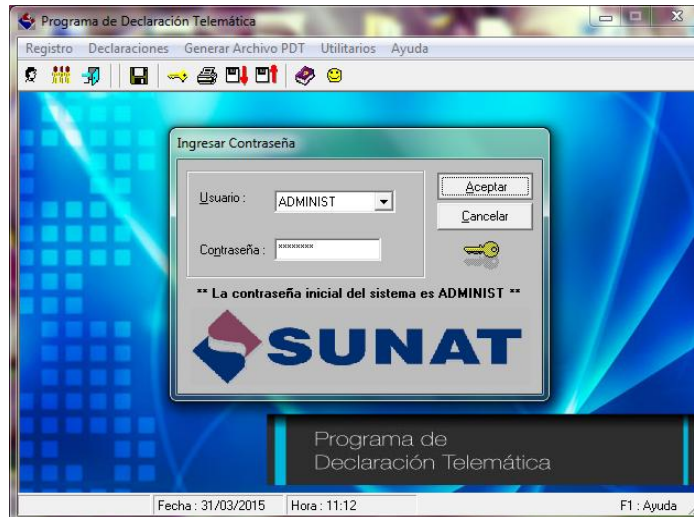 Programa de Declaración Telemática
Registro Declaraciones Generar Archivo PDT Utilitarios Ayuda
Ingresar Contraseña
Usuario : ADMINIST Aceptar
Cancelar
Contraseña : ********
** La contraseña inicial del sistema es ADMINIST **
SUNAT
Programa de
Declaración Telemática
Fecha : 31/03/2015 Hora : 11:12 F1 : Ayuda